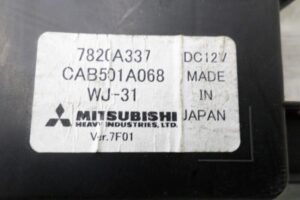 7820A337 DC12V
CAB501A068 MADE
WJ-31 IN
MITSUBISHI JAPAN
HEAVY INDUSTRIES, LTD.
Ver.7F01